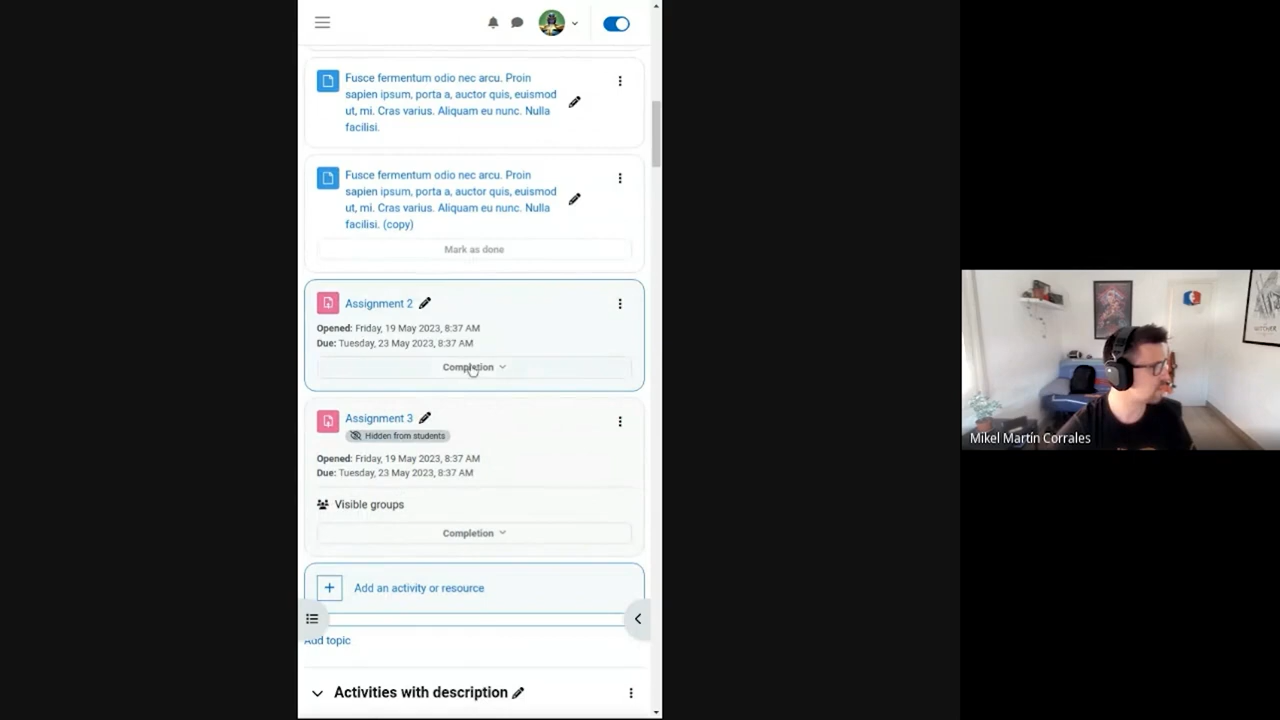 Fusce fermentum odio nec arcu. Proin
sapien ipsum, porta a, auctor quis, euismod
ut, mi. Cras varius. Aliquam eu nunc. Nulla
facilisi.
Fusce fermentum odio nec arcu. Proin
sapien ipsum, porta a, auctor quis, euismod
ut, mi. Cras varius. Aliquam eu nunc. Nulla
facilisi. (copy)
Mark as done
Assignment 2
Opened: Friday, 19 May 2023, 8:37 AM
Due: Tuesday, 23 May 2023, 8:37 AM
Completion
Assignment 3
Hidden from students
Opened: Friday, 19 May 2023, 8:37 AM
Due: Tuesday, 23 May 2023, 8:37 AM
Visible groups
Completion
Add an activity or resource
Add topic
Activities with description
Mikel Martín Corrales